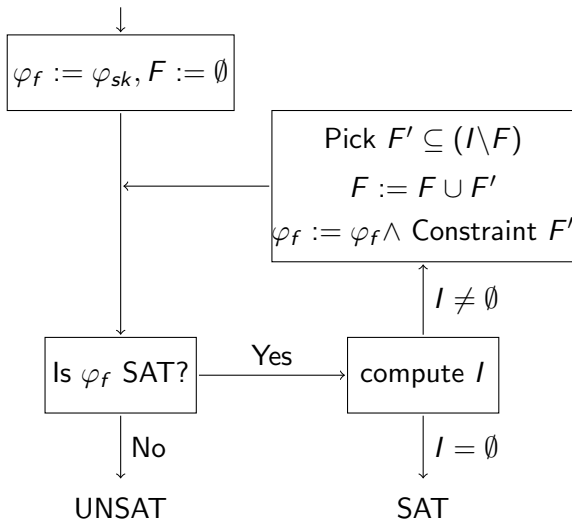 φ_f := φ_sk, F := ∅
Pick F′ ⊆ (I\F)
F := F ∪ F′
φ_f := φ_f ∧ Constraint F′
I ≠ ∅
Is φ_f SAT?
Yes
compute I
No
I = ∅
UNSAT
SAT